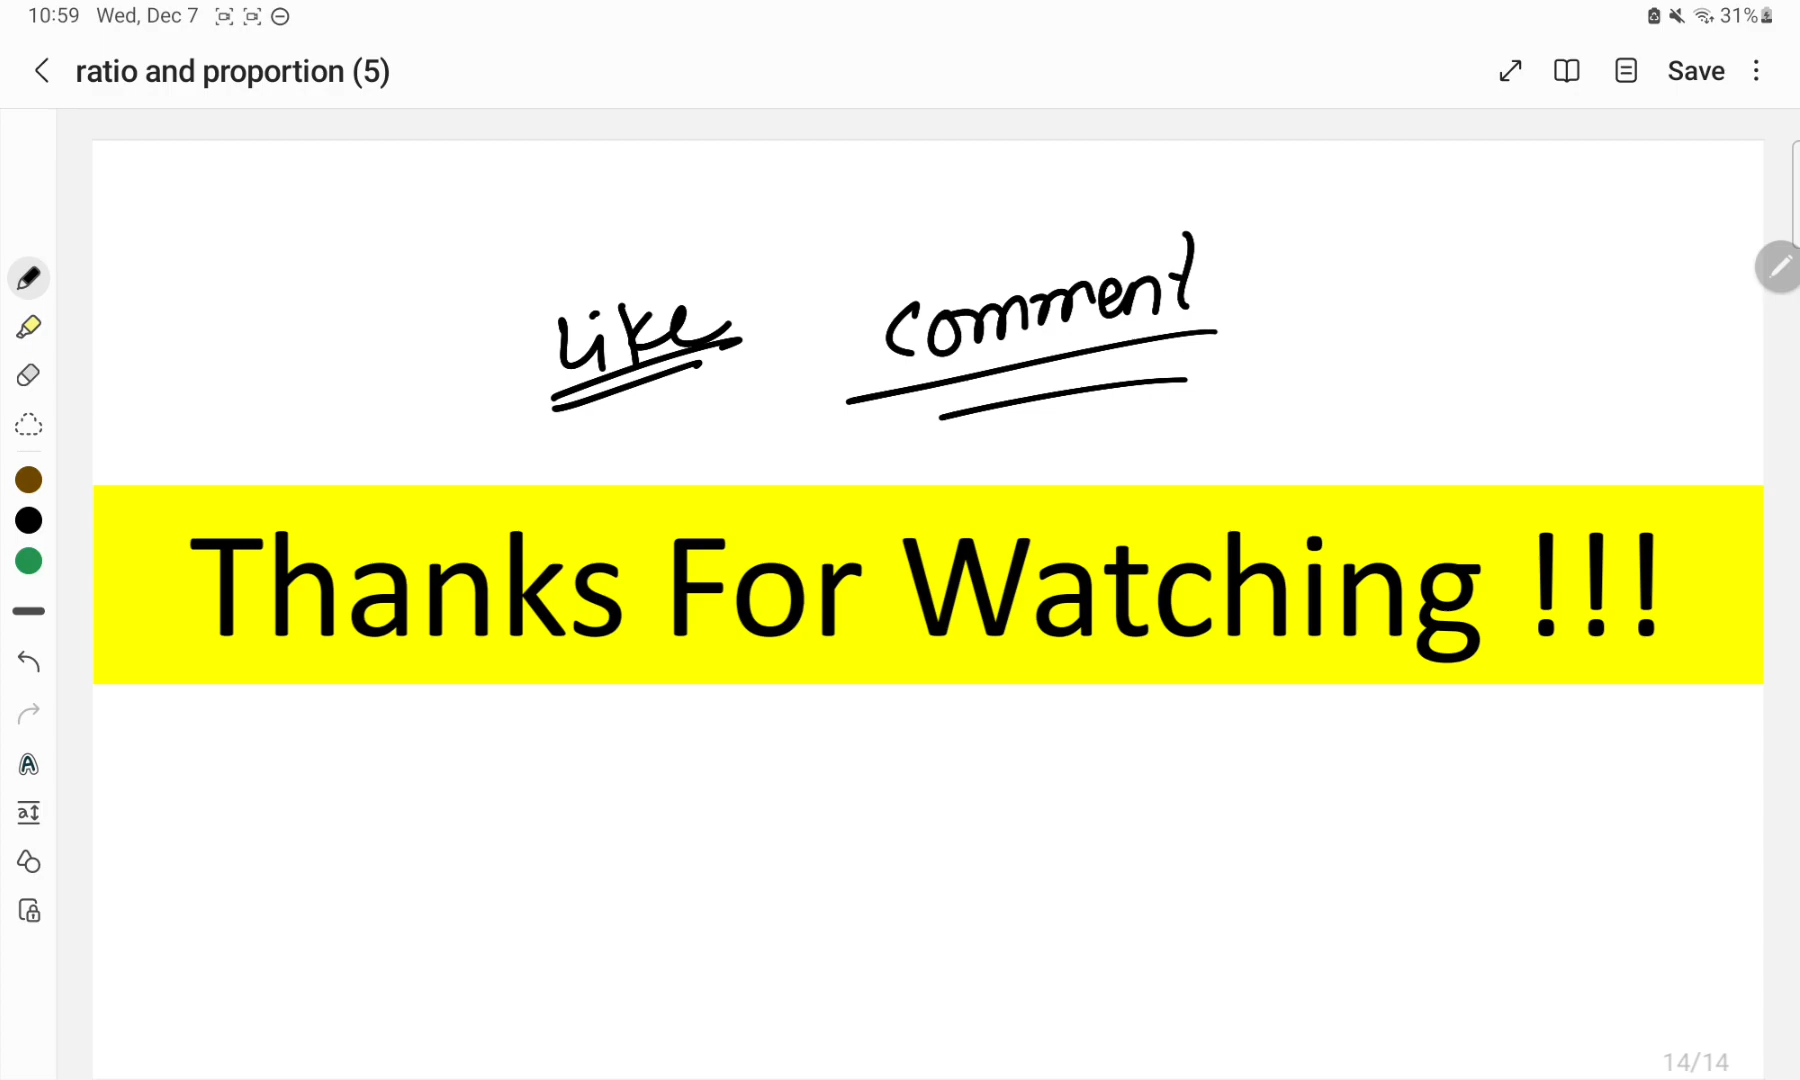 10:59 Wed, Dec 7 31%
ratio and proportion (5) Save
Like comment
Thanks For Watching !!!
A
a
14/14